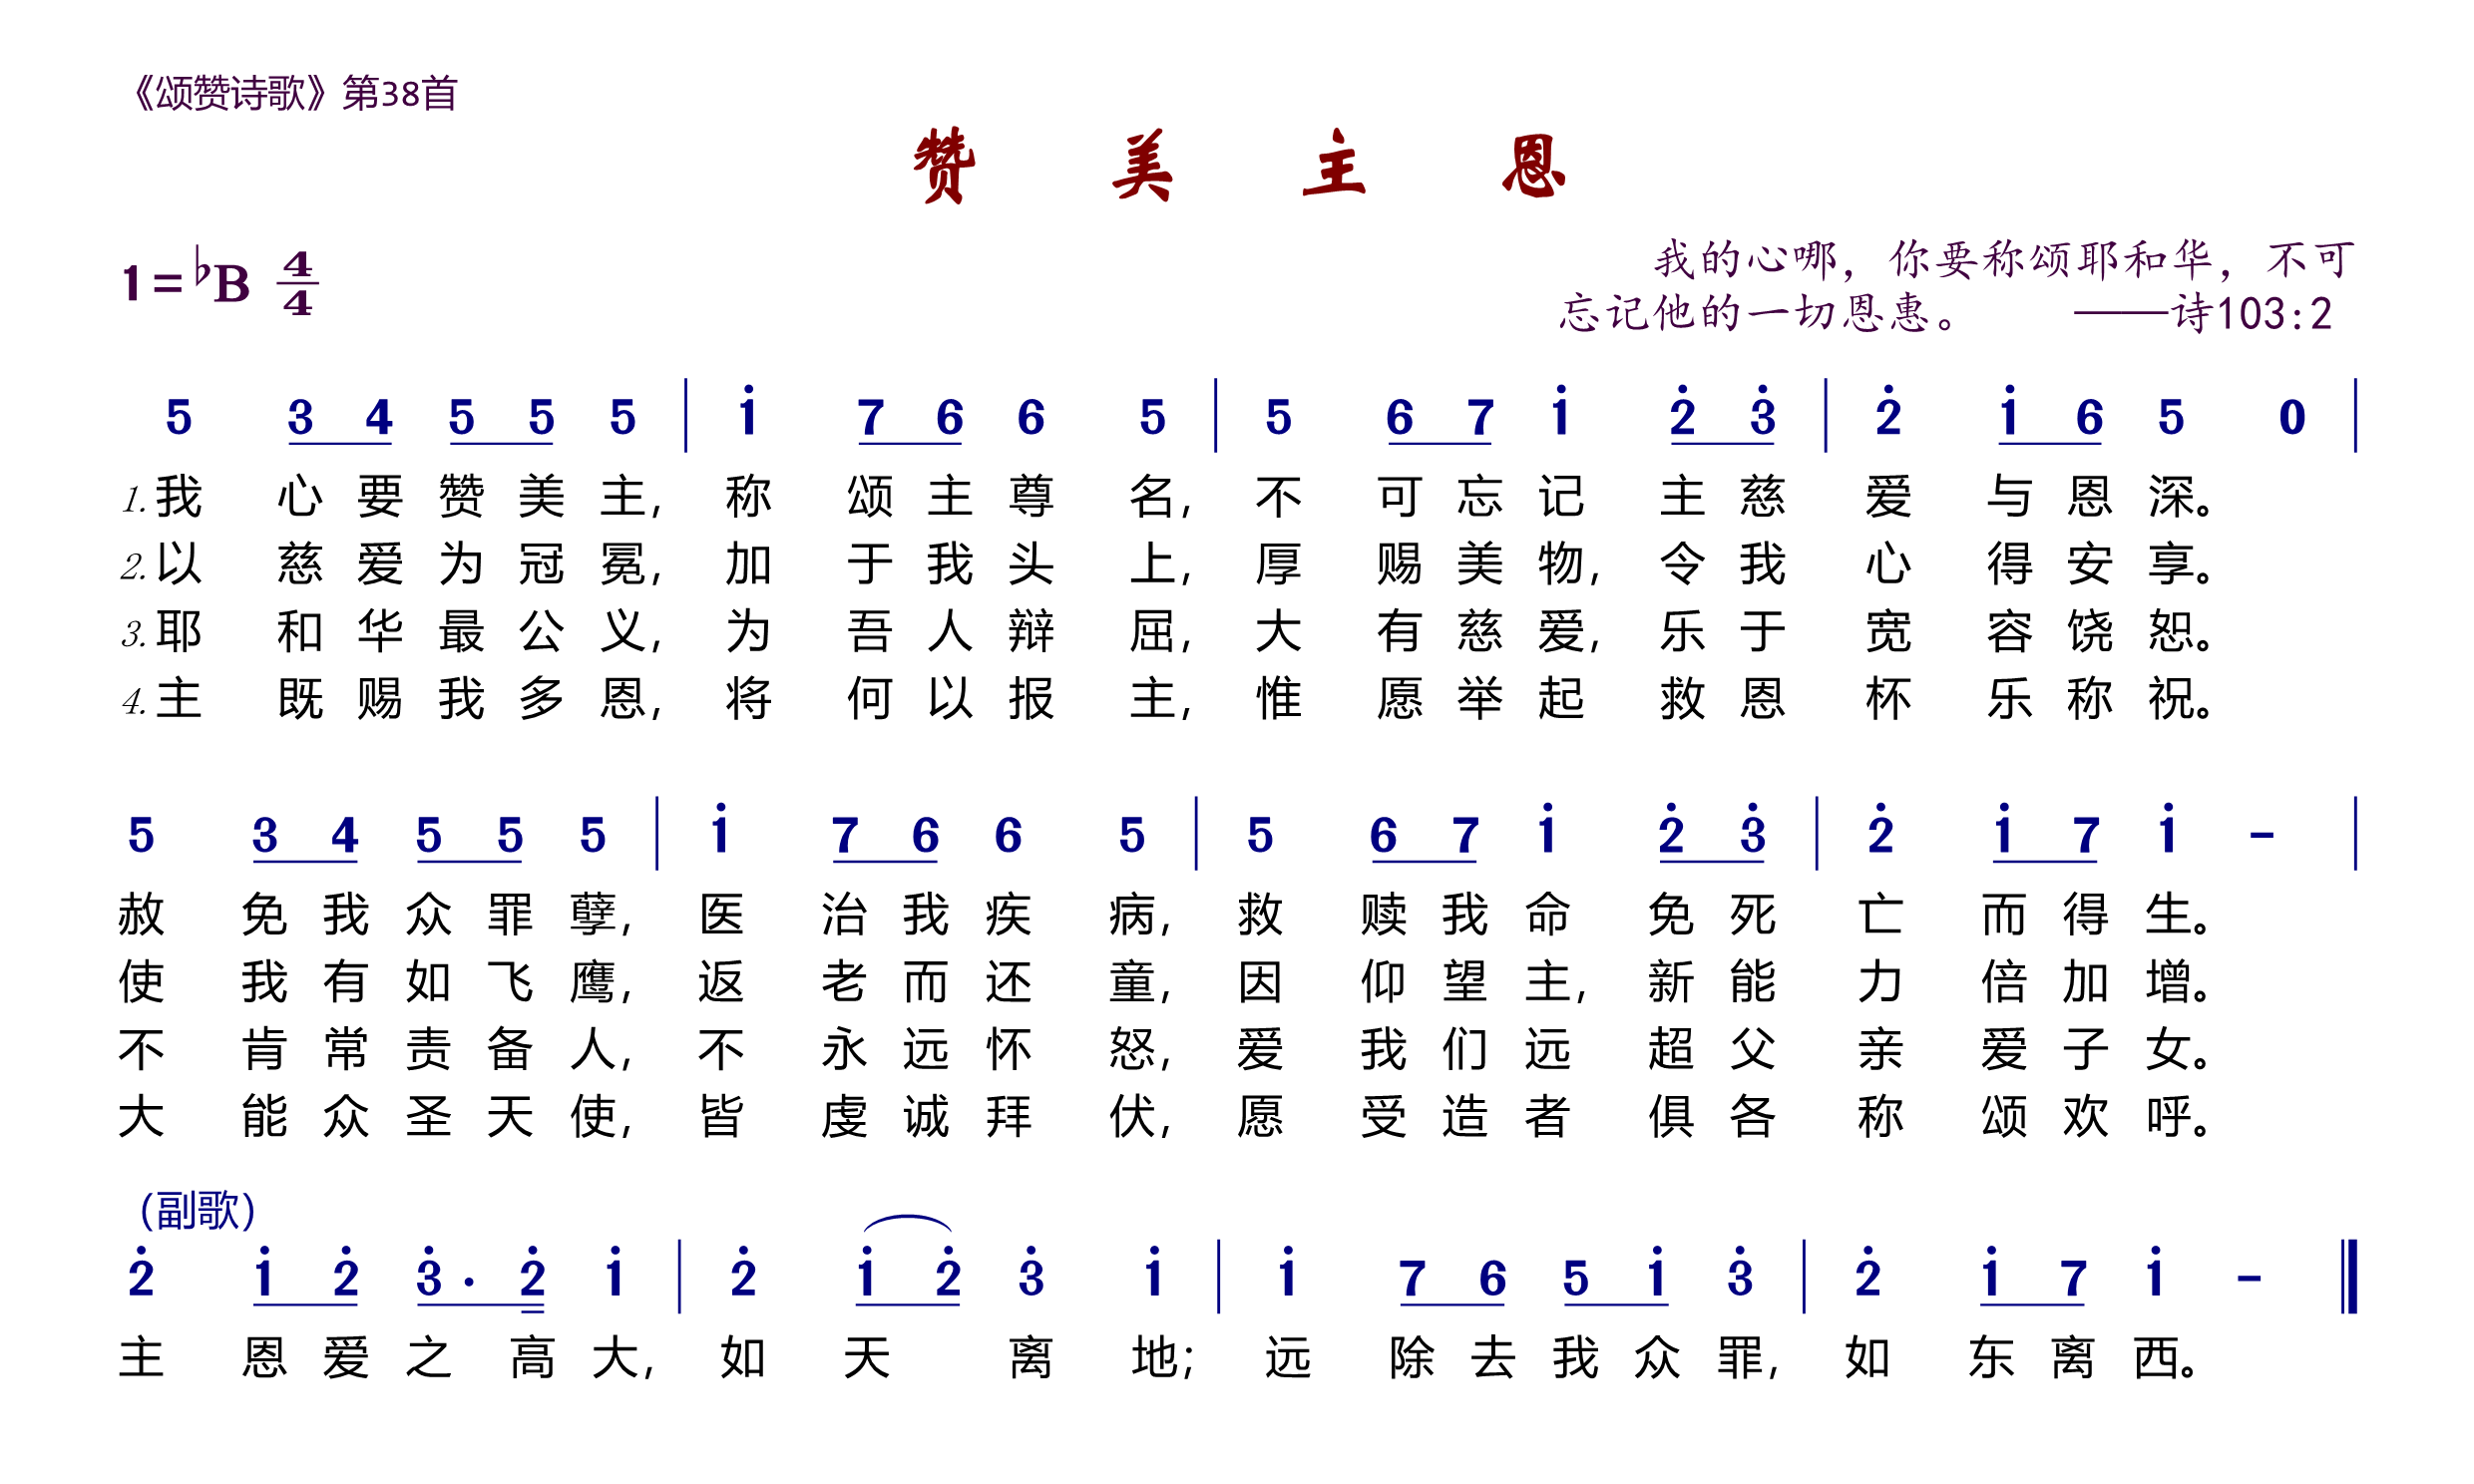 《颂赞诗歌》第38首
赞 美 主 恩
1=♭B 4/4
我的心哪，你要称颂耶和华，不可
忘记他的一切恩惠。 ——诗103:2
5 3 4 5 5 5 | i 7 6 6 5 | 5 6 7 i 2̇ 3̇ | 2̇ i 6 5 0 |
1.我心要赞美主，称颂主尊名，不可忘记主慈爱与恩深。
2.以慈爱为冠冕，加于我头上，厚赐美物，令我心得安享。
3.耶和华最公义，为吾人辩屈，大有慈爱，乐于宽容饶恕。
4.主既赐我多恩，将何以报主，惟愿举起救恩杯乐称祝。
5 3 4 5 5 5 | i 7 6 6 5 | 5 6 7 i 2̇ 3̇ | 2̇ i 7 i - |
赦免我众罪孽，医治我疾病，救赎我命免死亡而得生。
使我有如飞鹰，返老而还童，因仰望主，新能力倍加增。
不肯常责备人，不永远怀怒，爱我们远超父亲爱子女。
大能众圣天使，皆虔诚拜伏，愿受造者俱各称颂欢呼。
(副歌)
2̇ i 2̇ 3̇ · 2̇ i | 2̇ i 2̇ 3̇ i | i 7 6 5 i 3̇ | 2̇ i 7 i - ‖
主恩爱之高大，如天离地；远除去我众罪，如东离西。